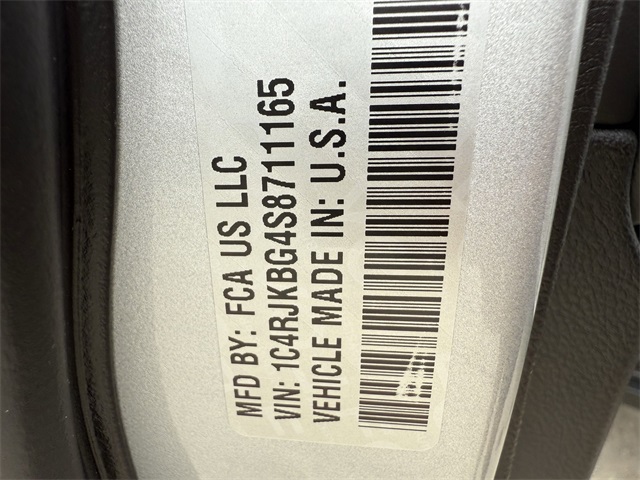 MFD BY: FCA US LLC
VIN: 1C4RJKBG4S8711165
VEHICLE MADE IN: U.S.A.